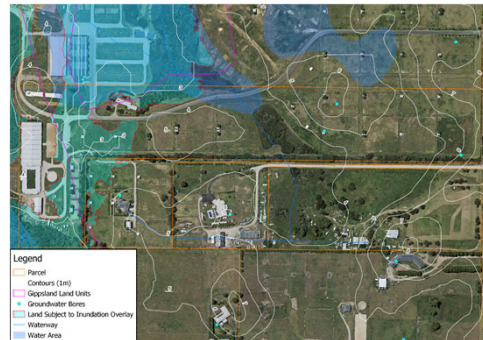 Legend
Parcel
Contours (1m)
Gippsland Land Units
Groundwater Bores
Land Subject to Inundation Overlay
Waterway
Water Area